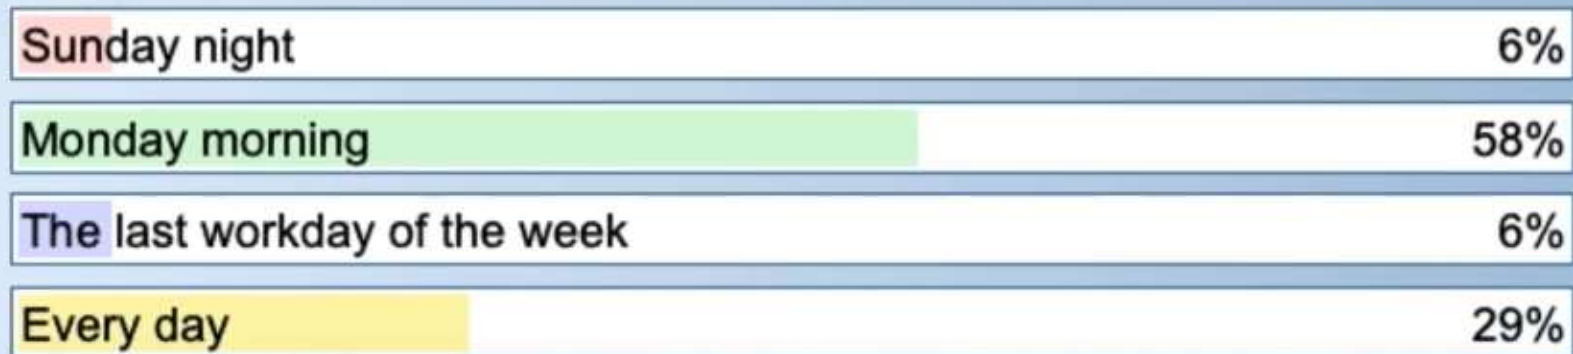 Sunday night 6%
Monday morning 58%
The last workday of the week 6%
Every day 29%